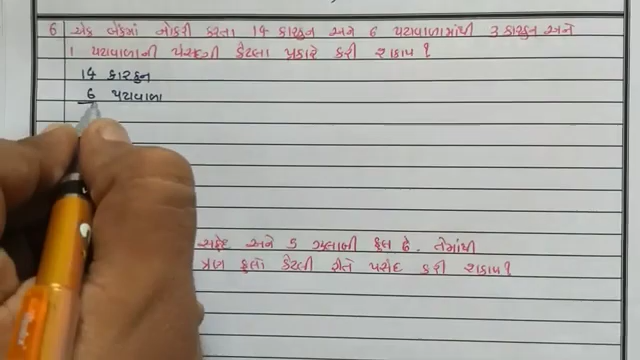 6 એક બેંકમાં નોકરી કરતા 14 કારકુન અને 6 પટાવાળામાંથી 3 કારકુન અને
1 પટાવાળાની પસંદગી કેટલા પ્રકારે કરી શકાય ?
14 કારકુન
6 પટાવાળા
સફેદ અને 5 ગુલાબી ફૂલ છે. તેમાંથી
ત્રણ ફૂલો કેટલી રીતે પસંદ કરી શકાય ?